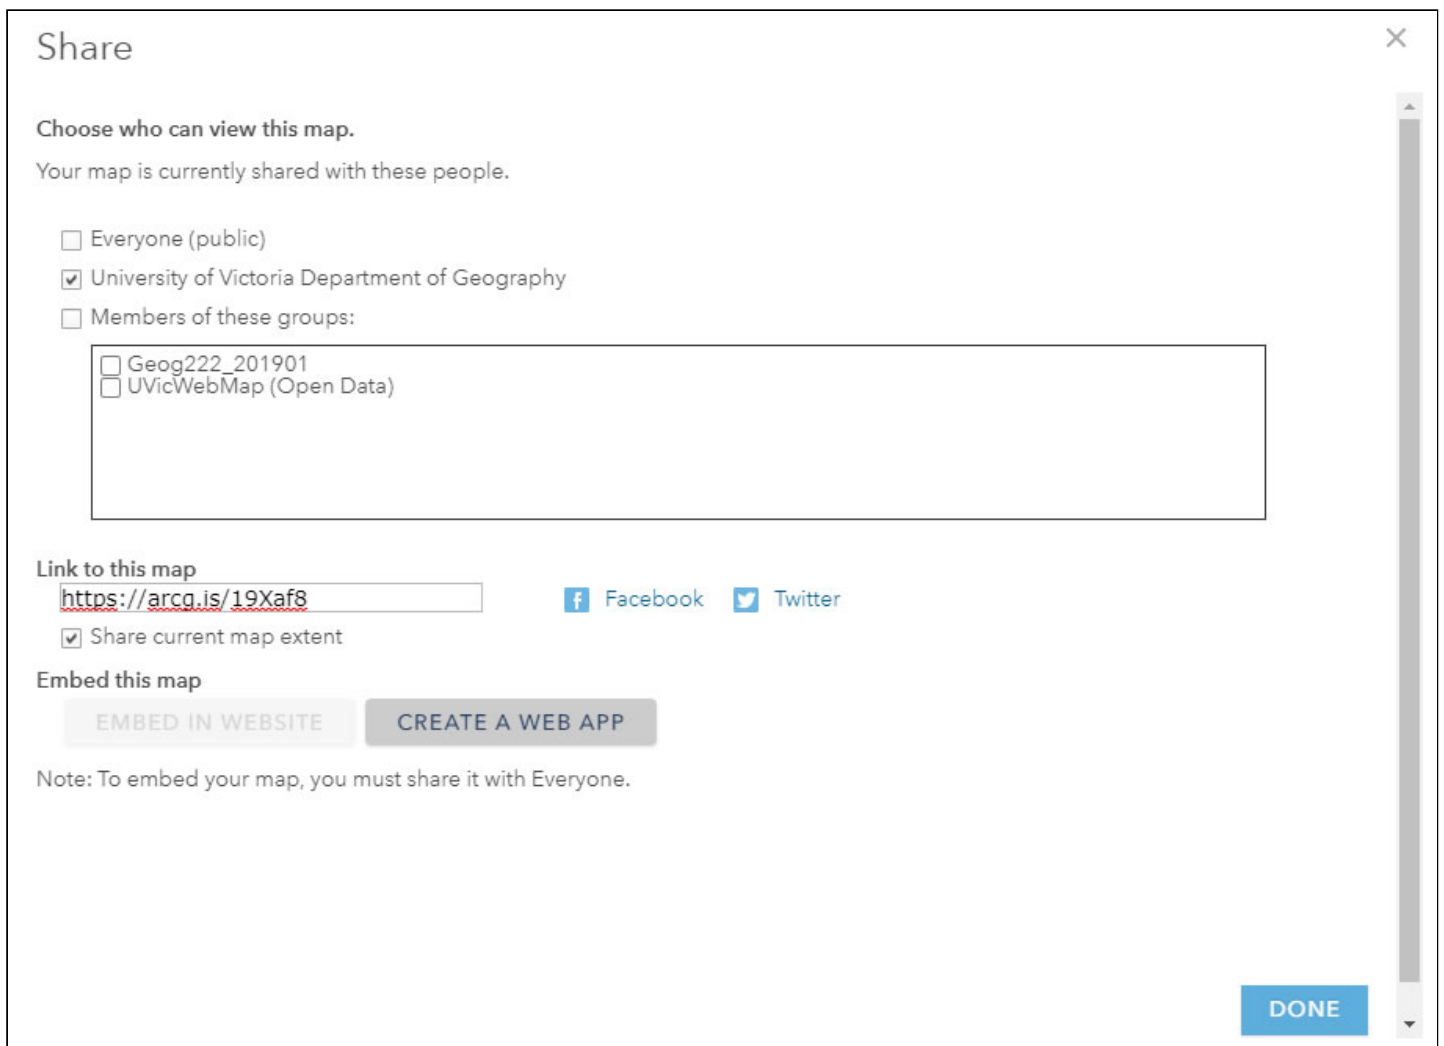 Share
Choose who can view this map.
Your map is currently shared with these people.
Everyone (public)
University of Victoria Department of Geography
Members of these groups:
Geog222_201901
UVicWebMap (Open Data)
Link to this map
https://arcg.is/19Xaf8 Facebook Twitter
Share current map extent
Embed this map
EMBED IN WEBSITE CREATE A WEB APP
Note: To embed your map, you must share it with Everyone.
DONE